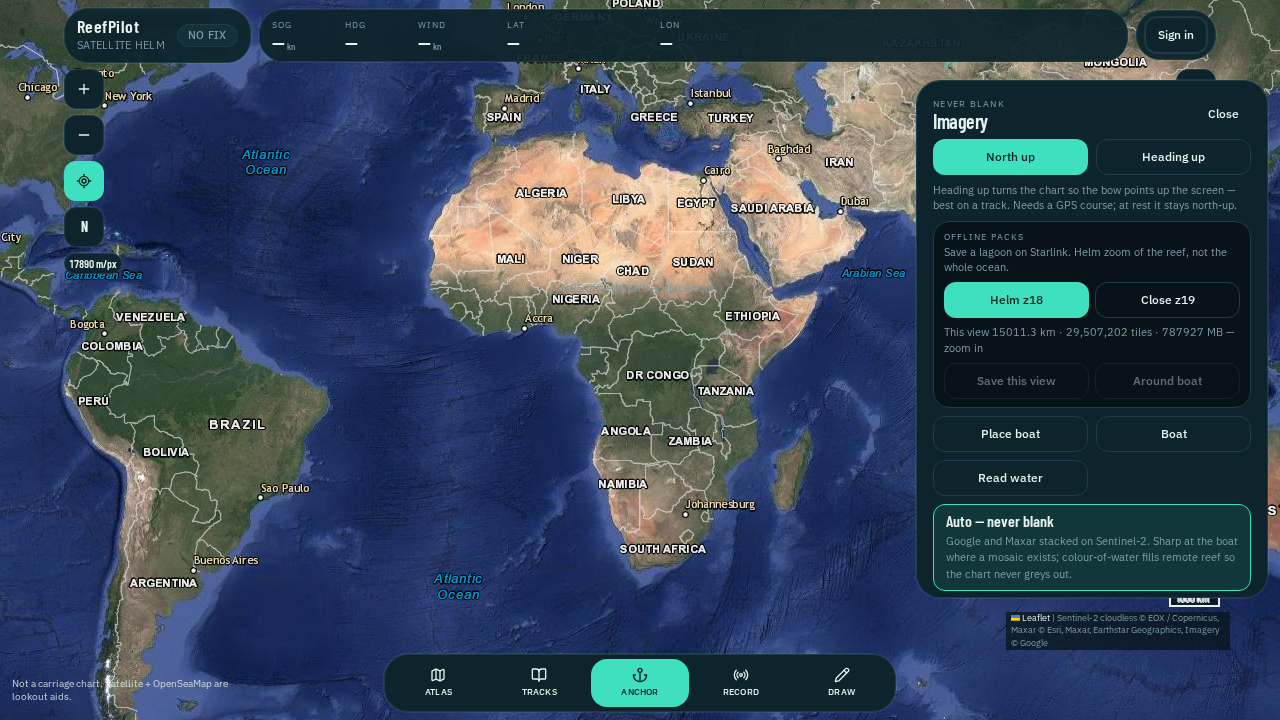 ReefPilot
SATELLITE HELM
NO FIX
SOG
— kn
HDG
—
WIND
— kn
LAT
—
LON
—
Sign in
London
POLAND
GERMANY
UKRAINE
KAZAKHSTAN
MONGOLIA
Chicago
New York
+
−
N
17890 m/px
City
Caribbean Sea
Atlantic
Ocean
Madrid
SPAIN
ITALY
GREECE
Istanbul
TURKEY
Baghdad
IRAN
Cairo
ALGERIA
LIBYA
EGYPT
SAUDI ARABIA
Dubai
MALI
NIGER
CHAD
SUDAN
Arabian Sea
NIGERIA
Accra
ETHIOPIA
DR CONGO
TANZANIA
ANGOLA
ZAMBIA
NAMIBIA
Johannesburg
SOUTH AFRICA
VENEZUELA
Bogota
COLOMBIA
PERÚ
BRAZIL
BOLIVIA
Sao Paulo
Buenos Aires
ARGENTINA
Atlantic
Ocean
NEVER BLANK
Imagery
Close
North up
Heading up
Heading up turns the chart so the bow points up the screen —
best on a track. Needs a GPS course; at rest it stays north-up.
OFFLINE PACKS
Save a lagoon on Starlink. Helm zoom of the reef, not the
whole ocean.
Helm z18
Close z19
This view 15011.3 km · 29,507,202 tiles · 787927 MB —
zoom in
Save this view
Around boat
Place boat
Boat
Read water
Auto — never blank
Google and Maxar stacked on Sentinel-2. Sharp at the boat
where a mosaic exists; colour-of-water fills remote reef so
the chart never greys out.
1000 km
Leaflet | Sentinel-2 cloudless © EOX / Copernicus,
Maxar © Esri, Maxar, Earthstar Geographics, Imagery
© Google
Not a carriage chart. Satellite + OpenSeaMap are
lookout aids.
ATLAS
TRACKS
ANCHOR
RECORD
DRAW